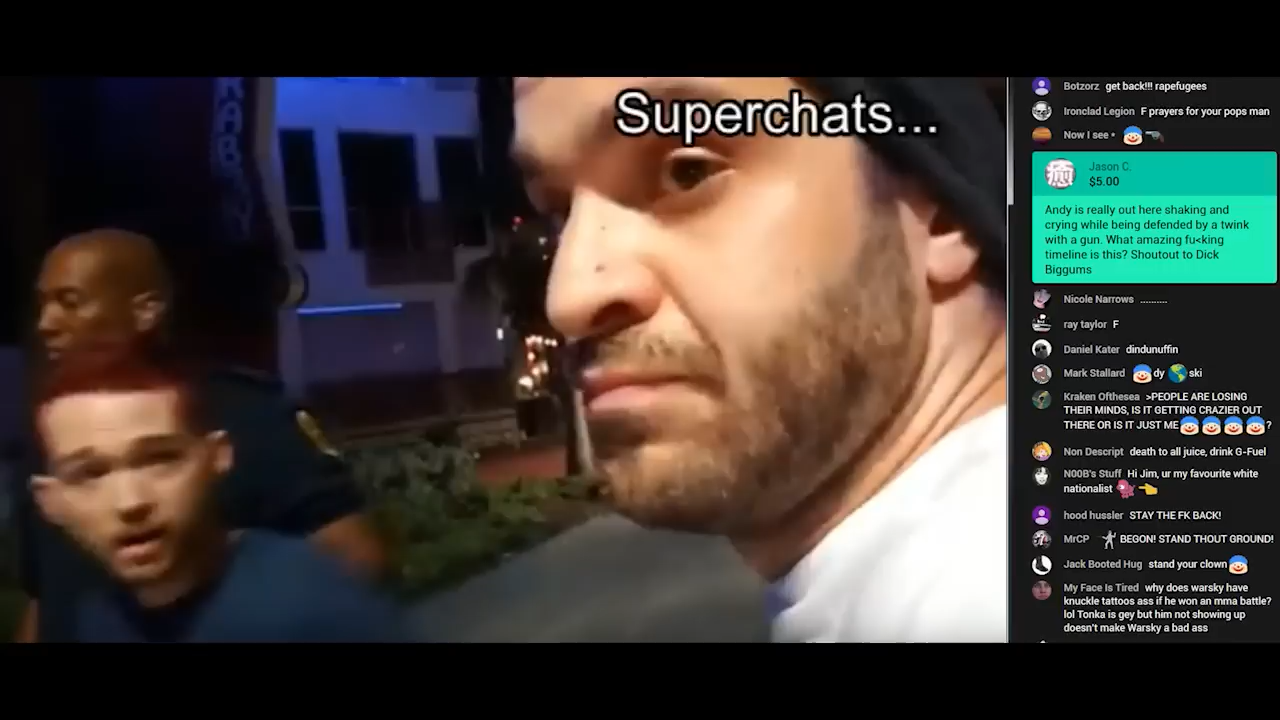 Superchats...
Botzorz get back!!! rapefugees
Ironclad Legion F prayers for your pops man
Now I see •
Jason C.
$5.00
Andy is really out here shaking and
crying while being defended by a twink
with a gun. What amazing fu<king
timeline is this? Shoutout to Dick
Biggums
Nicole Narrows ..........
ray taylor F
Daniel Kater dindunuffin
Mark Stallard 🤡dy 🌎ski
Kraken Ofthesea >PEOPLE ARE LOSING
THEIR MINDS, IS IT GETTING CRAZIER OUT
THERE OR IS IT JUST ME🤡🤡🤡🤡?
Non Descript death to all juice, drink G-Fuel
N00B's Stuff Hi Jim, ur my favourite white
nationalist
hood hussler STAY THE FK BACK!
MrCP BEGON! STAND THOUT GROUND!
Jack Booted Hug stand your clown🤡
My Face Is Tired why does warsky have
knuckle tattoos ass if he won an mma battle?
lol Tonka is gey but him not showing up
doesn't make Warsky a bad ass